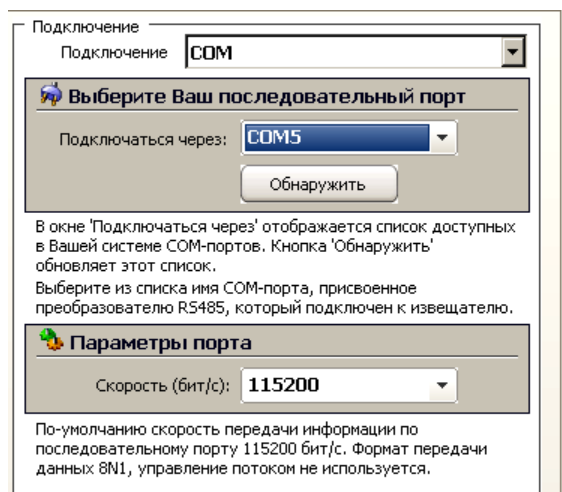 Подключение
Подключение COM
Выберите Ваш последовательный порт
Подключаться через: COM5
Обнаружить
В окне 'Подключаться через' отображается список доступных
в Вашей системе COM-портов. Кнопка 'Обнаружить'
обновляет этот список.
Выберите из списка имя COM-порта, присвоенное
преобразователю RS485, который подключен к извещателю.
Параметры порта
Скорость (бит/с): 115200
По-умолчанию скорость передачи информации по
последовательному порту 115200 бит/с. Формат передачи
данных 8N1, управление потоком не используется.